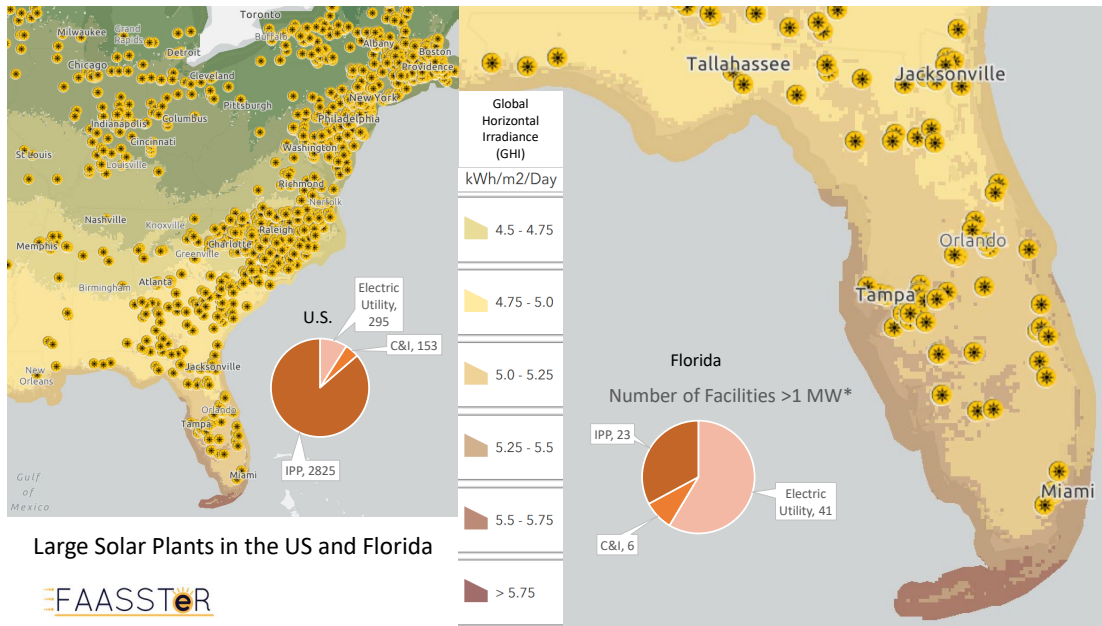 Toronto
Milwaukee
Grand
Rapids
Buffalo
Albany
Detroit
Boston
Chicago
Providence
Cleveland
New York
Pittsburgh
Columbus
Philadelphia
Indianapolis
Cincinnati
Washington
St Louis
Louisville
Richmond
Norfolk
Nashville
Knoxville
Raleigh
Memphis
Charlotte
Greenville
Atlanta
Birmingham
Electric
Utility,
295
U.S.
C&I, 153
Jacksonville
New
Orleans
Orlando
Tampa
IPP, 2825
Miami
Gulf
of
Mexico
Large Solar Plants in the US and Florida
FAASSTeR
Global
Horizontal
Irradiance
(GHI)
kWh/m2/Day
4.5 - 4.75
4.75 - 5.0
5.0 - 5.25
5.25 - 5.5
5.5 - 5.75
> 5.75
Tallahassee
Jacksonville
Orlando
Tampa
Florida
Number of Facilities >1 MW*
IPP, 23
Electric
Utility, 41
C&I, 6
Miami